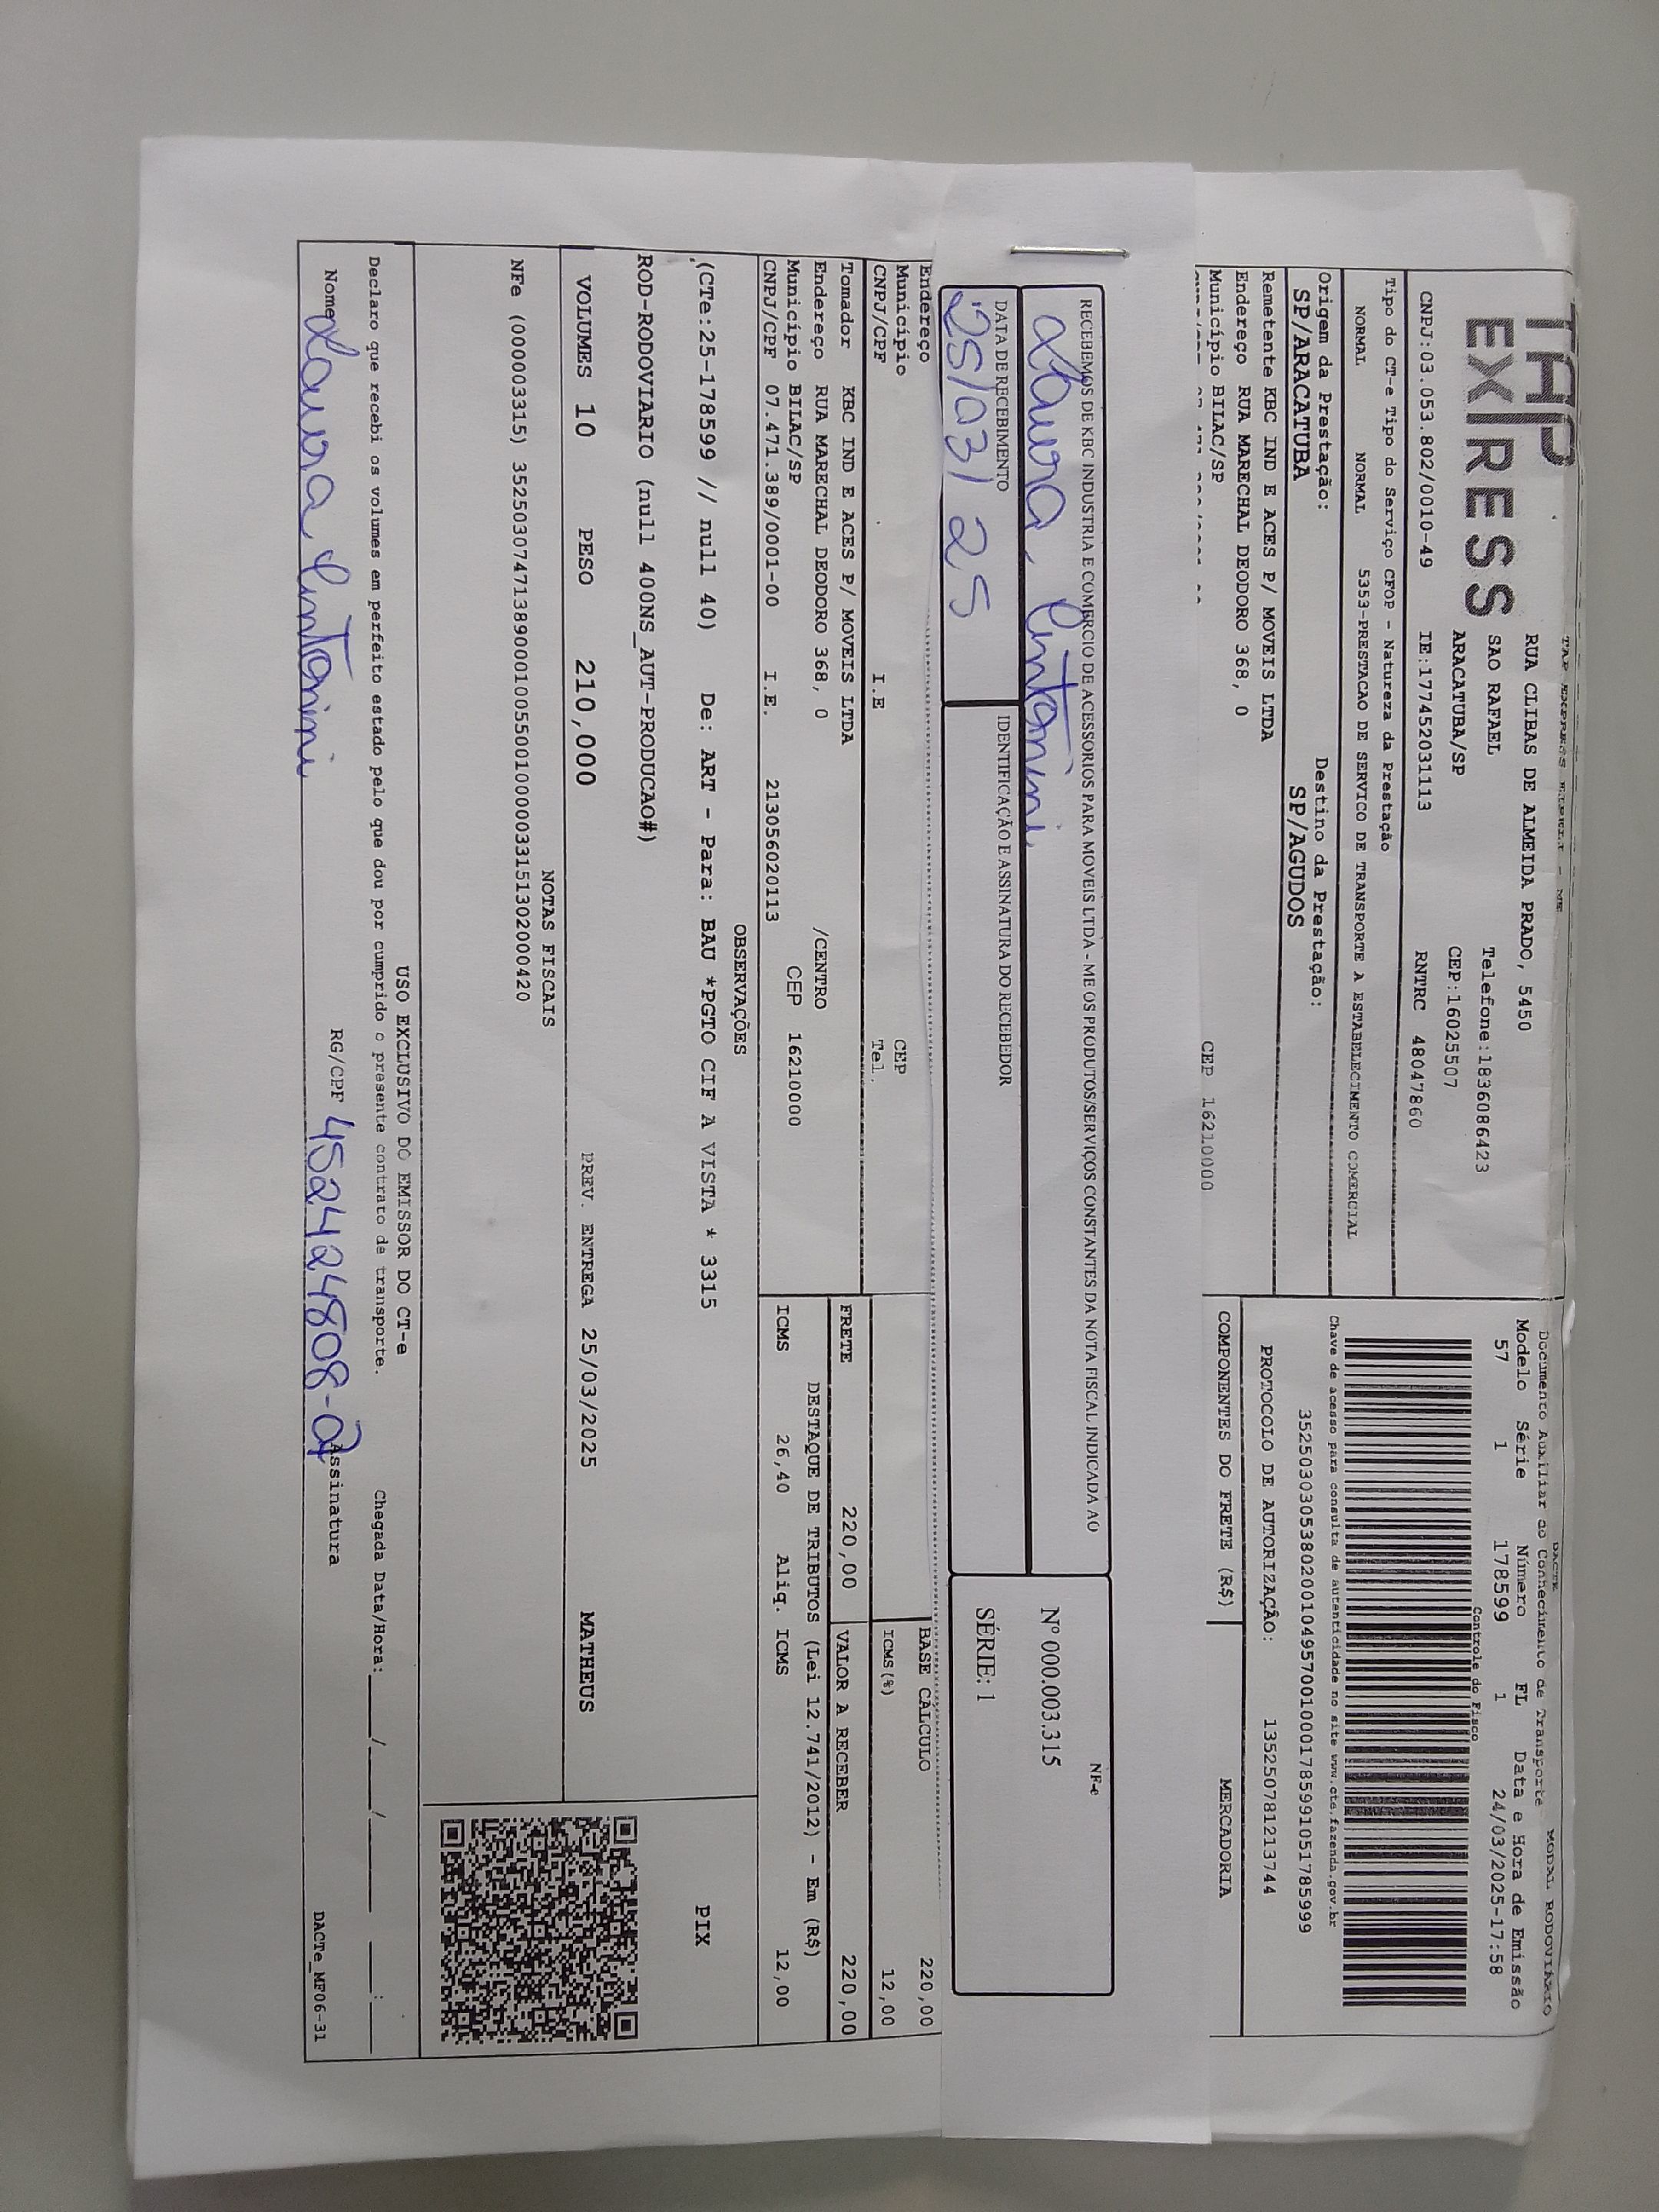 TAP EXPRESS EIRELI - ME
TAP
EXPRESS
RUA CLIBAS DE ALMEIDA PRADO, 5450
SAO RAFAEL Telefone:1836086423
ARACATUBA/SP CEP:16025507
CNPJ:03.053.802/0010-49 IE:177452031113 RNTRC 48047860
Tipo do CT-e Tipo do Serviço CFOP - Natureza da Prestação
NORMAL NORMAL 5353-PRESTACAO DE SERVICO DE TRANSPORTE A ESTABELECIMENTO COMERCIAL
Origem da Prestação: Destino da Prestação:
SP/ARACATUBA SP/AGUDOS
Remetente KBC IND E ACES P/ MOVEIS LTDA
Endereço RUA MARECHAL DEODORO 368, 0
Município BILAC/SP CEP 16210000
DACTE MODAL RODOVIARIO
Documento Auxiliar do Conhecimento de Transporte
Modelo Série Número FL Data e Hora de Emissão
57 1 178599 1 24/03/2025-17:58
Controle do Fisco
Chave de acesso para consulta de autenticidade no site www.cte.fazenda.gov.br
35250303053802001049570010001785991051785999
PROTOCOLO DE AUTORIZAÇÃO: 135250781213744
COMPONENTES DO FRETE (R$) MERCADORIA
RECEBEMOS DE KBC INDUSTRIA E COMERCIO DE ACESSORIOS PARA MOVEIS LTDA - ME OS PRODUTOS/SERVIÇOS CONSTANTES DA NOTA FISCAL INDICADA AO
Laura Lintonini
DATA DE RECEBIMENTO
25/03/25
IDENTIFICAÇÃO E ASSINATURA DO RECEBEDOR
NF-e
Nº 000.003.315
SÉRIE: 1
Endereço
Município CEP
CNPJ/CPF I.E Tel.
BASE CÁLCULO 220,00
ICMS(%) 12,00
Tomador KBC IND E ACES P/ MOVEIS LTDA
Endereço RUA MARECHAL DEODORO 368, 0 /CENTRO
Município BILAC/SP CEP 16210000
CNPJ/CPF 07.471.389/0001-00 I.E. 213056020113
FRETE 220,00 VALOR A RECEBER 220,00
DESTAQUE DE TRIBUTOS (Lei 12.741/2012) - Em (R$)
ICMS 26,40 Aliq. ICMS 12,00
OBSERVAÇÕES
(CTe:25-178599 // null 40) De: ART - Para: BAU *PGTO CIF A VISTA * 3315
PIX
ROD-RODOVIARIO (null 400NS_AUT-PRODUCAO#)
VOLUMES 10 PESO 210,000 PREV. ENTREGA 25/03/2025 MATHEUS
NOTAS FISCAIS
NFe (000003315) 35250307471389000100550010000033151302000420
USO EXCLUSIVO DO EMISSOR DO CT-e
Declaro que recebi os volumes em perfeito estado pelo que dou por cumprido o presente contrato de transporte. Chegada Data/Hora:____/____/____ ____:____
Nome Laura Lintonini RG/CPF 452424808-2 Assinatura
DACTe_MF06-31